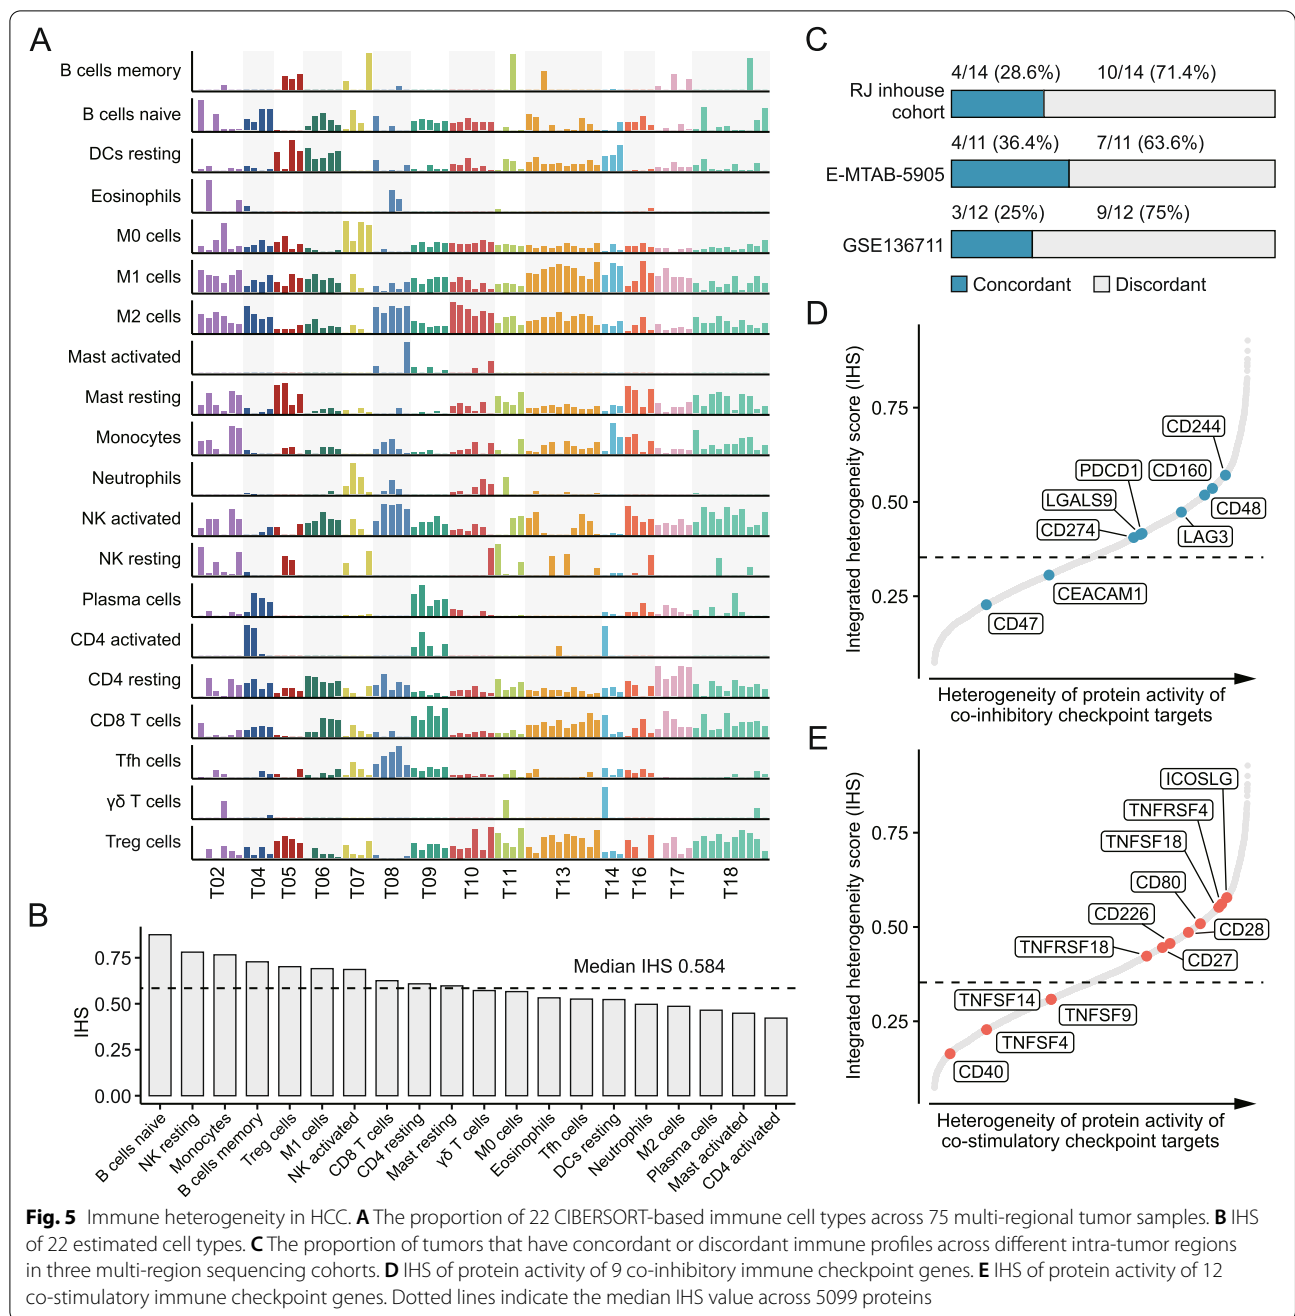 A
B cells memory
B cells naive
DCs resting
Eosinophils
M0 cells
M1 cells
M2 cells
Mast activated
Mast resting
Monocytes
Neutrophils
NK activated
NK resting
Plasma cells
CD4 activated
CD4 resting
CD8 T cells
Tfh cells
γδ T cells
Treg cells
T02
T04
T05
T06
T07
T08
T09
T10
T11
T13
T14
T16
T17
T18
B
IHS
0.75
0.50
0.25
0.00
Median IHS 0.584
B cells naive
NK resting
Monocytes
B cells memory
Treg cells
M1 cells
NK activated
CD8 T cells
CD4 resting
Mast resting
γδ T cells
M0 cells
Eosinophils
Tfh cells
DCs resting
Neutrophils
M2 cells
Plasma cells
Mast activated
CD4 activated
C
4/14 (28.6%) 10/14 (71.4%)
RJ inhouse
cohort
4/11 (36.4%) 7/11 (63.6%)
E-MTAB-5905
3/12 (25%) 9/12 (75%)
GSE136711
Concordant Discordant
D
Integrated heterogeneity score (IHS)
0.75
0.50
0.25
CD244
PDCD1
CD160
LGALS9
CD48
CD274
LAG3
CEACAM1
CD47
Heterogeneity of protein activity of
co-inhibitory checkpoint targets
E
Integrated heterogeneity score (IHS)
0.75
0.50
0.25
ICOSLG
TNFRSF4
TNFSF18
CD80
CD226
CD28
TNFRSF18
CD27
TNFSF14
TNFSF9
TNFSF4
CD40
Heterogeneity of protein activity of
co-stimulatory checkpoint targets
Fig. 5 Immune heterogeneity in HCC. A The proportion of 22 CIBERSORT-based immune cell types across 75 multi-regional tumor samples. B IHS
of 22 estimated cell types. C The proportion of tumors that have concordant or discordant immune profiles across different intra-tumor regions
in three multi-region sequencing cohorts. D IHS of protein activity of 9 co-inhibitory immune checkpoint genes. E IHS of protein activity of 12
co-stimulatory immune checkpoint genes. Dotted lines indicate the median IHS value across 5099 proteins